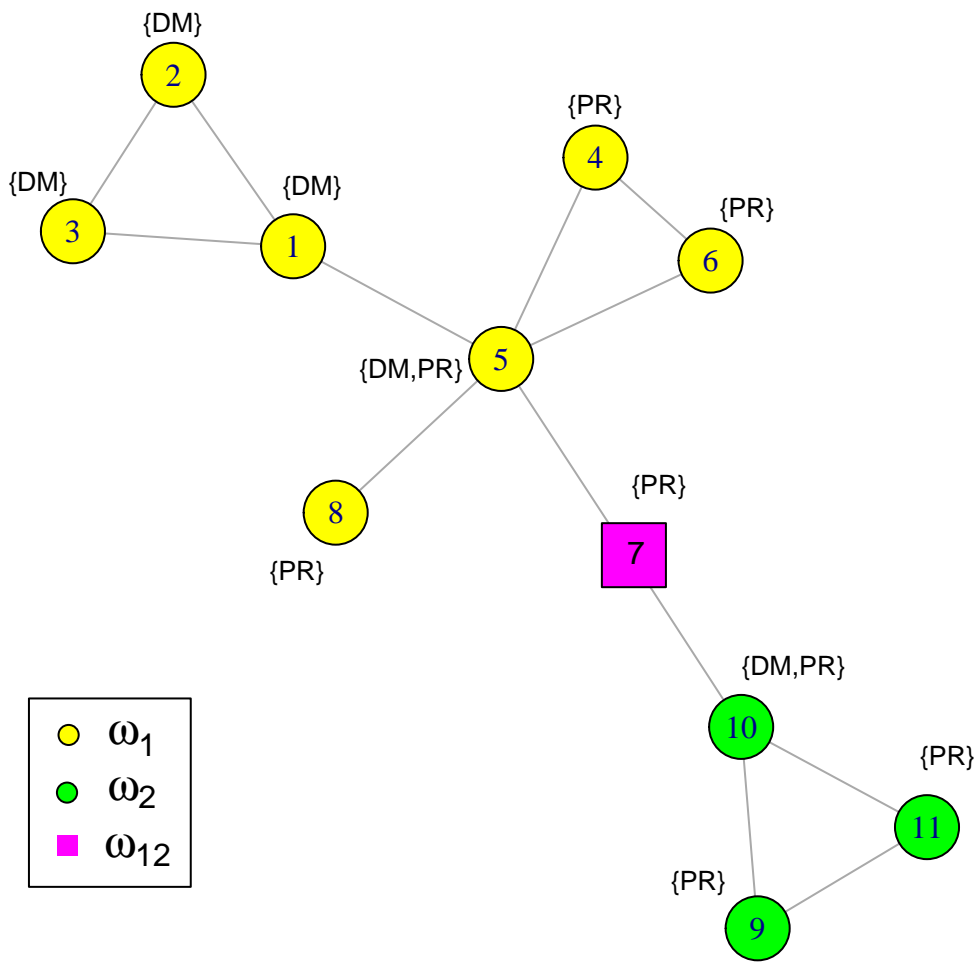 {DM}
2
{PR}
4
{DM}
3
{DM}
1
{PR}
6
{DM,PR}
5
8
{PR}
{PR}
7
{DM,PR}
10
{PR}
11
{PR}
9
ω1
ω2
ω12